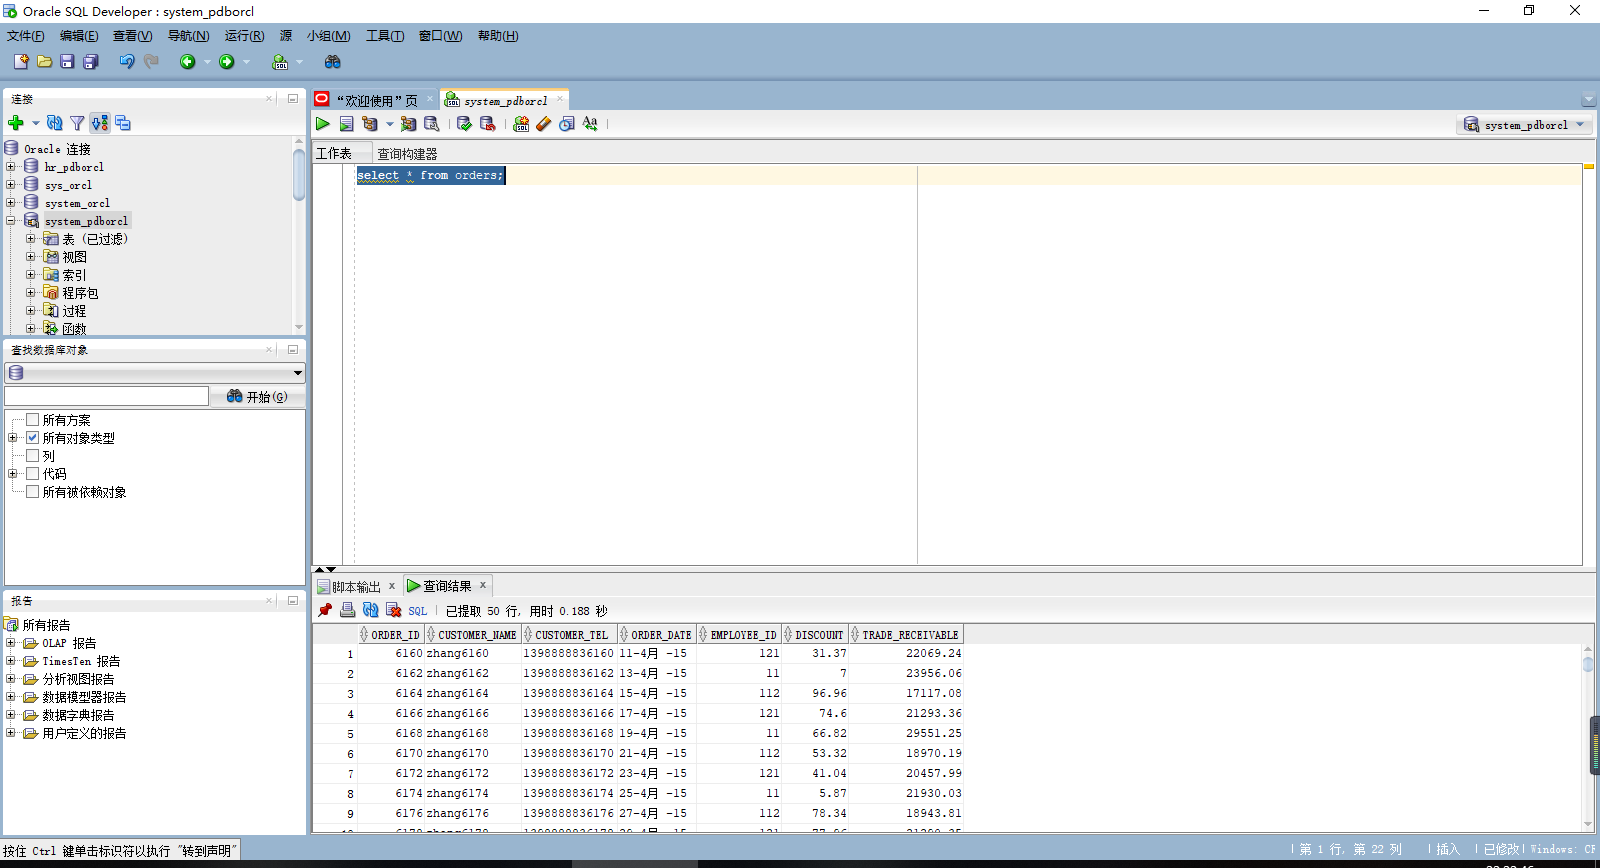 Oracle SQL Developer : system_pdborcl
文件(F) 编辑(E) 查看(V) 导航(N) 运行(R) 源 小组(M) 工具(T) 窗口(W) 帮助(H)
连接
Oracle 连接
hr_pdborcl
sys_orcl
system_orcl
system_pdborcl
表 (已过滤)
视图
索引
程序包
过程
函数
查找数据库对象
开始(G)
所有方案
所有对象类型
列
代码
所有被依赖对象
报告
所有报告
OLAP 报告
TimesTen 报告
分析视图报告
数据模型器报告
数据字典报告
用户定义的报告
“欢迎使用”页 system_pdborcl
system_pdborcl
工作表 查询构建器
select * from orders;
脚本输出 查询结果
SQL 已提取 50 行, 用时 0.188 秒
ORDER_ID CUSTOMER_NAME CUSTOMER_TEL ORDER_DATE EMPLOYEE_ID DISCOUNT TRADE_RECEIVABLE
1 6160 zhang6160 1398888836160 11-4月 -15 121 31.37 22069.24
2 6162 zhang6162 1398888836162 13-4月 -15 11 7 23956.06
3 6164 zhang6164 1398888836164 15-4月 -15 112 96.96 17117.08
4 6166 zhang6166 1398888836166 17-4月 -15 121 74.6 21293.36
5 6168 zhang6168 1398888836168 19-4月 -15 11 66.82 29551.25
6 6170 zhang6170 1398888836170 21-4月 -15 112 53.32 18970.19
7 6172 zhang6172 1398888836172 23-4月 -15 121 41.04 20457.99
8 6174 zhang6174 1398888836174 25-4月 -15 11 5.87 21930.03
9 6176 zhang6176 1398888836176 27-4月 -15 112 78.34 18943.81
按住 Ctrl 键单击标识符以执行 "转到声明"
第 1 行, 第 22 列 插入 已修改 Windows: CF